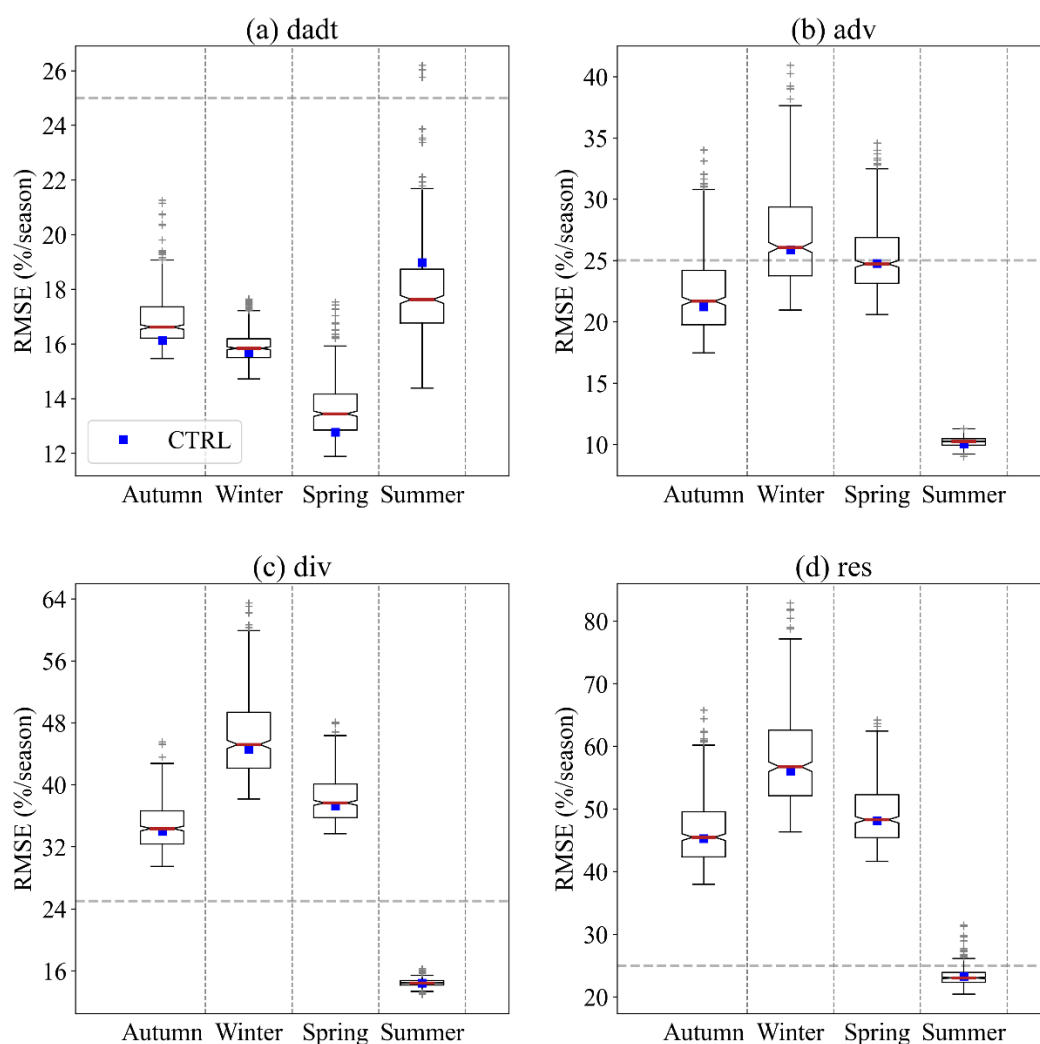 (a) dadt
RMSE (%/season)
26
24
22
20
18
16
14
12
CTRL
Autumn Winter Spring Summer
(b) adv
RMSE (%/season)
40
35
30
25
20
15
10
Autumn Winter Spring Summer
(c) div
RMSE (%/season)
64
56
48
40
32
24
16
Autumn Winter Spring Summer
(d) res
RMSE (%/season)
80
70
60
50
40
30
20
Autumn Winter Spring Summer